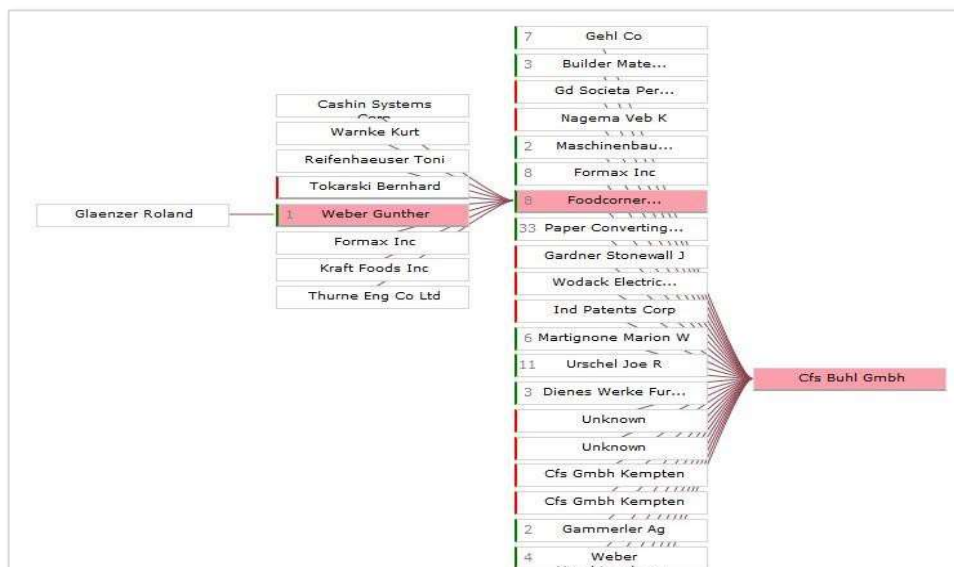 Glaenzer Roland
Cashin Systems
Corp
Warnke Kurt
Reifenhaeuser Toni
Tokarski Bernhard
1 Weber Gunther
Formax Inc
Kraft Foods Inc
Thurne Eng Co Ltd
7 Gehl Co
3 Builder Mate...
Gd Societa Per...
Nagema Veb K
2 Maschinenbau...
8 Formax Inc
8 Foodcorner...
33 Paper Converting...
Gardner Stonewall J
Wodack Electric...
Ind Patents Corp
6 Martignone Marion W
11 Urschel Joe R
3 Dienes Werke Fur...
Unknown
Unknown
Cfs Gmbh Kempten
Cfs Gmbh Kempten
2 Gammerler Ag
4 Weber
Cfs Buhl Gmbh